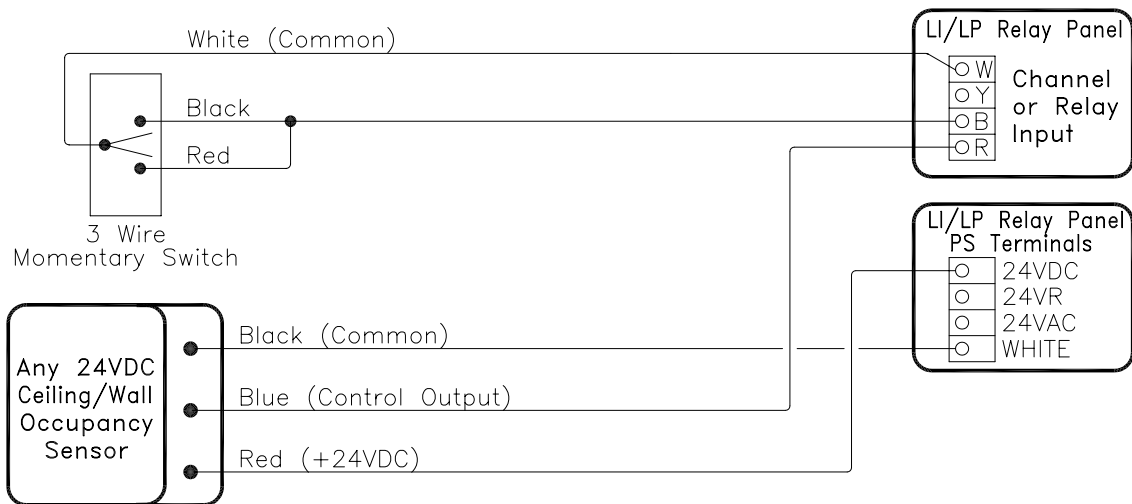 White (Common)
Black
Red
3 Wire
Momentary Switch
LI/LP Relay Panel
W
Y
B
R
Channel
or Relay
Input
LI/LP Relay Panel
PS Terminals
24VDC
24VR
24VAC
WHITE
Any 24VDC
Ceiling/Wall
Occupancy
Sensor
Black (Common)
Blue (Control Output)
Red (+24VDC)